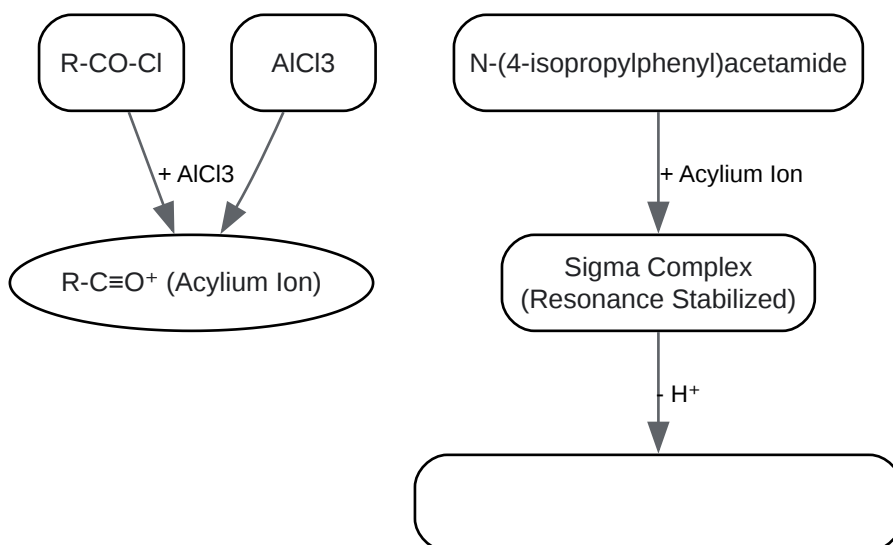 R-CO-Cl
AlCl3
N-(4-isopropylphenyl)acetamide
+ AlCl3
+ Acylium Ion
R-C≡O⁺ (Acylium Ion)
Sigma Complex
(Resonance Stabilized)
- H⁺